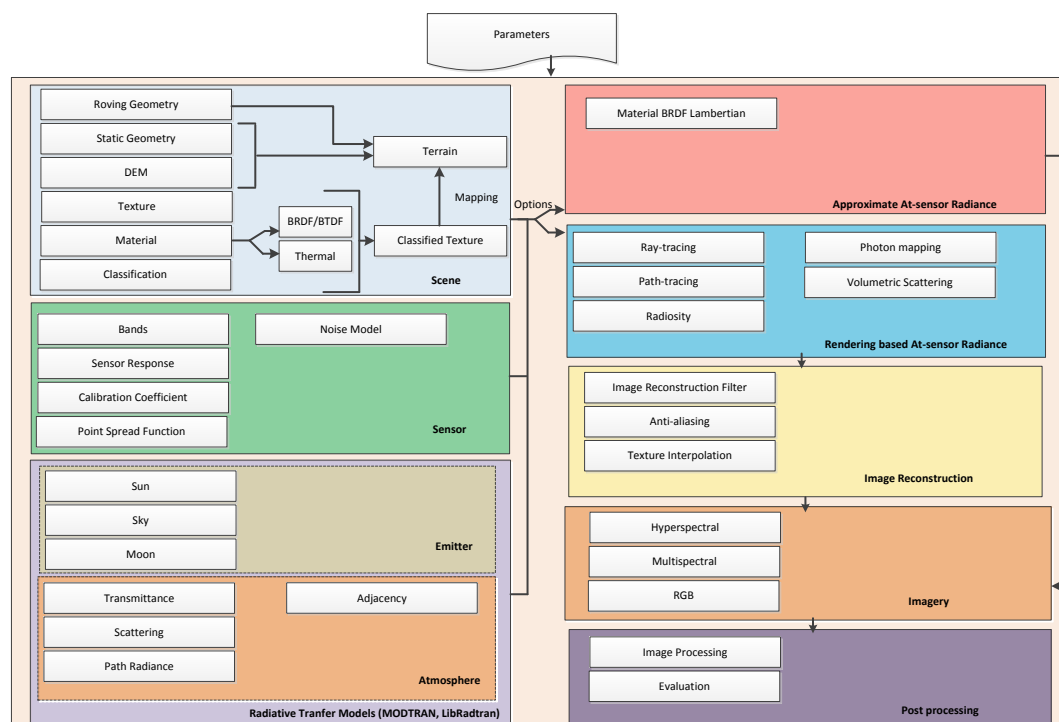 Parameters
Roving Geometry
Static Geometry
DEM
Texture
Material
Classification
BRDF/BTDF
Thermal
Terrain
Mapping
Classified Texture
Scene
Options
Bands
Noise Model
Sensor Response
Calibration Coefficient
Point Spread Function
Sensor
Sun
Sky
Moon
Emitter
Transmittance
Adjacency
Scattering
Path Radiance
Atmosphere
Radiative Tranfer Models (MODTRAN, LibRadtran)
Material BRDF Lambertian
Approximate At-sensor Radiance
Ray-tracing
Photon mapping
Path-tracing
Volumetric Scattering
Radiosity
Rendering based At-sensor Radiance
Image Reconstruction Filter
Anti-aliasing
Texture Interpolation
Image Reconstruction
Hyperspectral
Multispectral
RGB
Imagery
Image Processing
Evaluation
Post processing